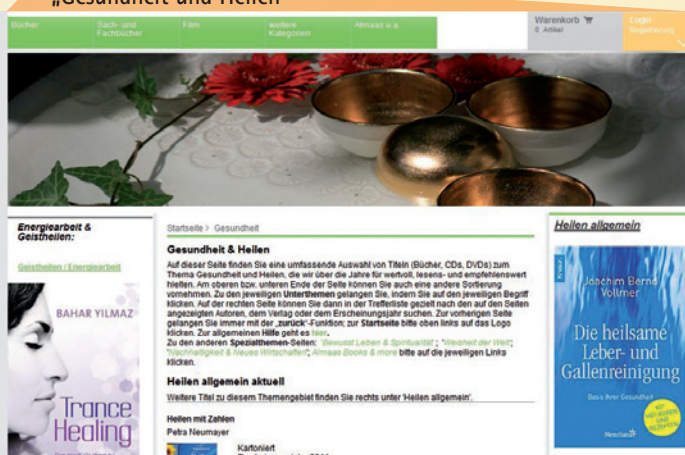 „Gesundheit und Heilen"
Bücher
Sach- und
Fachbücher
Film
weitere
Kategorien
Almaas u.a.
Warenkorb
0 Artikel
Login
Registrierung
Energiearbeit &
Geistheilen:
Geistheilen / Energiearbeit
BAHAR YILMAZ
Trance
Healing
Startseite > Gesundheit
Gesundheit & Heilen
Auf dieser Seite finden Sie eine umfassende Auswahl von Titeln (Bücher, CDs, DVDs) zum
Thema Gesundheit und Heilen, die wir über die Jahre für wertvoll, lesens- und empfehlenswert
hielten. Am oberen bzw. unteren Ende der Seite können Sie auch eine andere Sortierung
vornehmen. Zu den jeweiligen Unterthemen gelangen Sie, indem Sie auf den jeweiligen Begriff
klicken. Auf der rechten Seite können Sie dann in der Trefferliste gezielt nach den auf den Seiten
angezeigten Autoren, dem Verlag oder dem Erscheinungsjahr suchen. Zur vorherigen Seite
gelangen Sie immer mit der „zurück"-Funktion; zur Startseite bitte oben links auf das Logo
klicken. Zur allgemeinen Hilfe geht es hier.
Zu den anderen Spezialthemen-Seiten: "Bewusst Leben & Spiritualität"; "Weisheit der Welt";
"Nachhaltigkeit & Neues Wirtschaften"; Almaas Books & more bitte auf die jeweiligen Links
klicken.
Heilen allgemein aktuell
Weitere Titel zu diesem Themengebiet finden Sie rechts unter 'Heilen allgemein'.
Heilen mit Zahlen
Petra Neumayer
Kartoniert
Heilen allgemein
KNAUR
Joachim Bernd
Vollmer
Die heilsame
Leber- und
Gallenreinigung
Basis Ihrer Gesundheit
MensSana